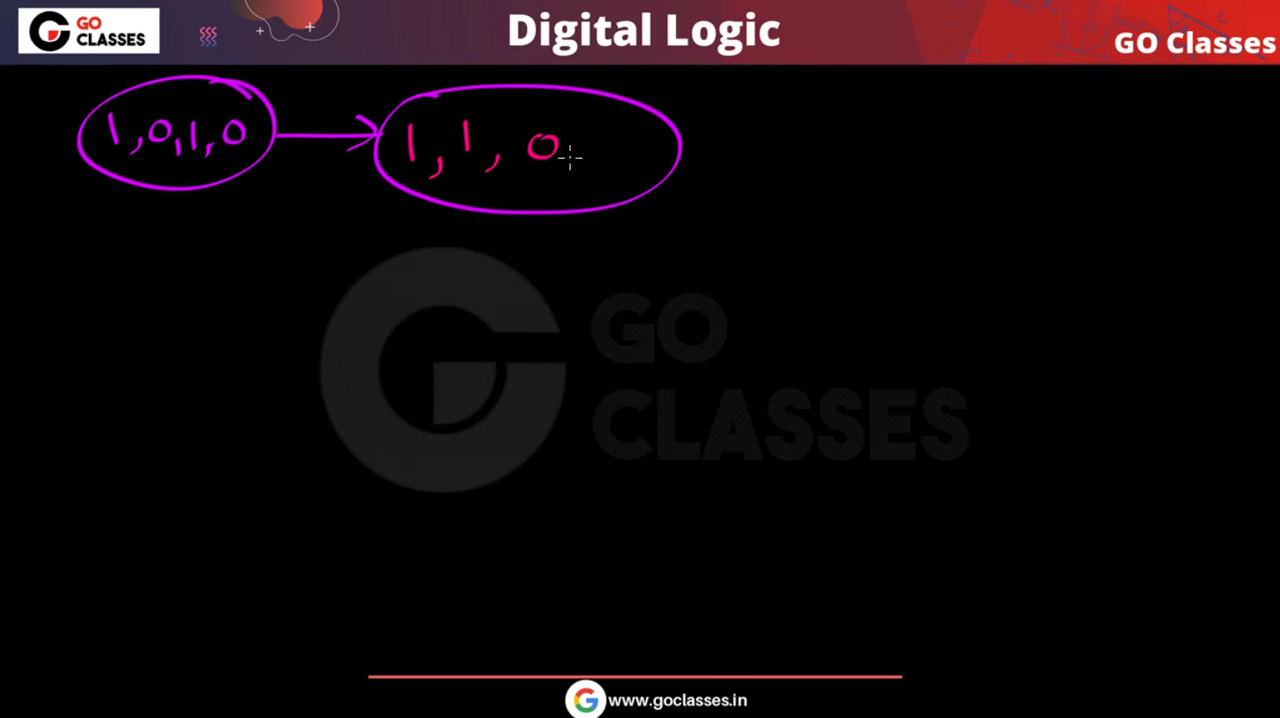 GO CLASSES
Digital Logic
GO Classes
1,0,1,0 → 1, 1, 0
GO
CLASSES
www.goclasses.in